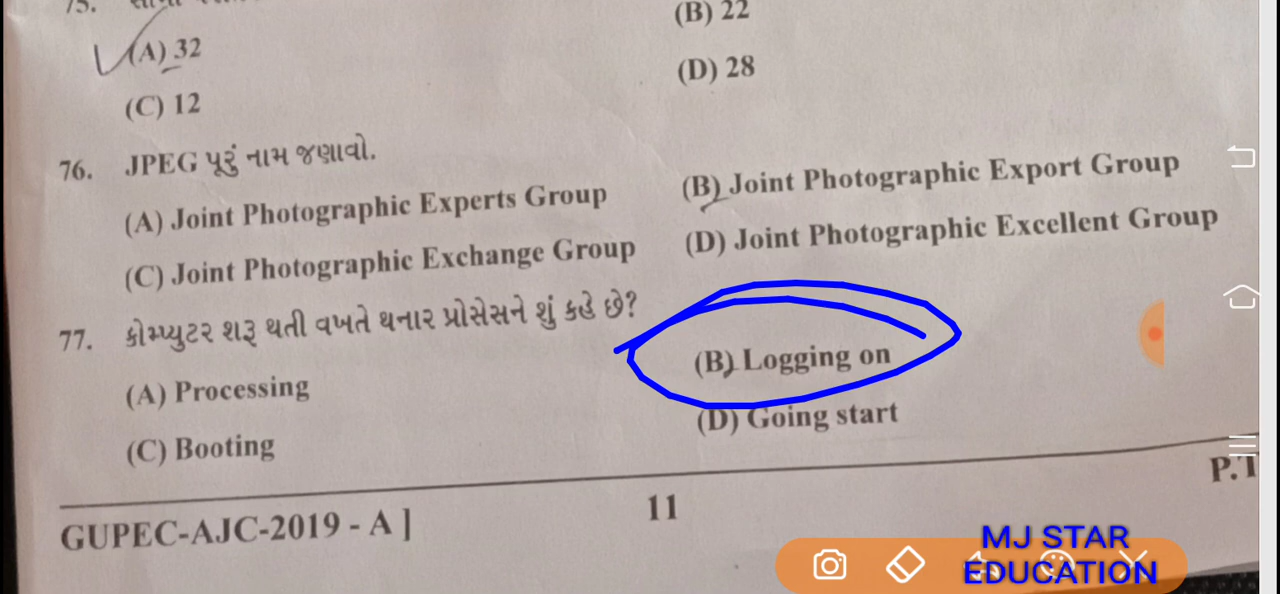 75.
(A) 32
(B) 22
(C) 12
(D) 28
76. JPEG પૂરું નામ જણાવો.
(A) Joint Photographic Experts Group
(B) Joint Photographic Export Group
(C) Joint Photographic Exchange Group
(D) Joint Photographic Excellent Group
77. કોમ્પ્યુટર શરૂ થતી વખતે થનાર પ્રોસેસને શું કહે છે?
(A) Processing
(B) Logging on
(C) Booting
(D) Going start
GUPEC-AJC-2019 - A ]
11
MJ STAR
EDUCATION